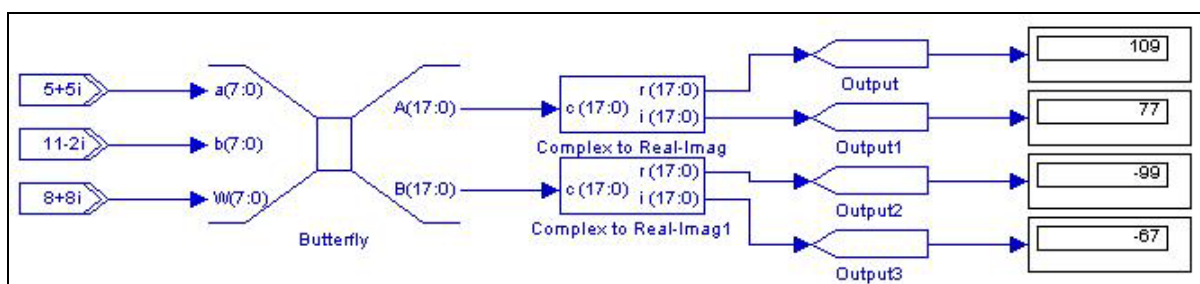 5+5i
a(7:0)
11-2i
b(7:0)
8+8i
W(7:0)
Butterfly
A(17:0)
B(17:0)
c(17:0)
r(17:0)
i(17:0)
Complex to Real-Imag
c(17:0)
r(17:0)
i(17:0)
Complex to Real-Imag1
Output
109
Output1
77
Output2
-99
Output3
-67